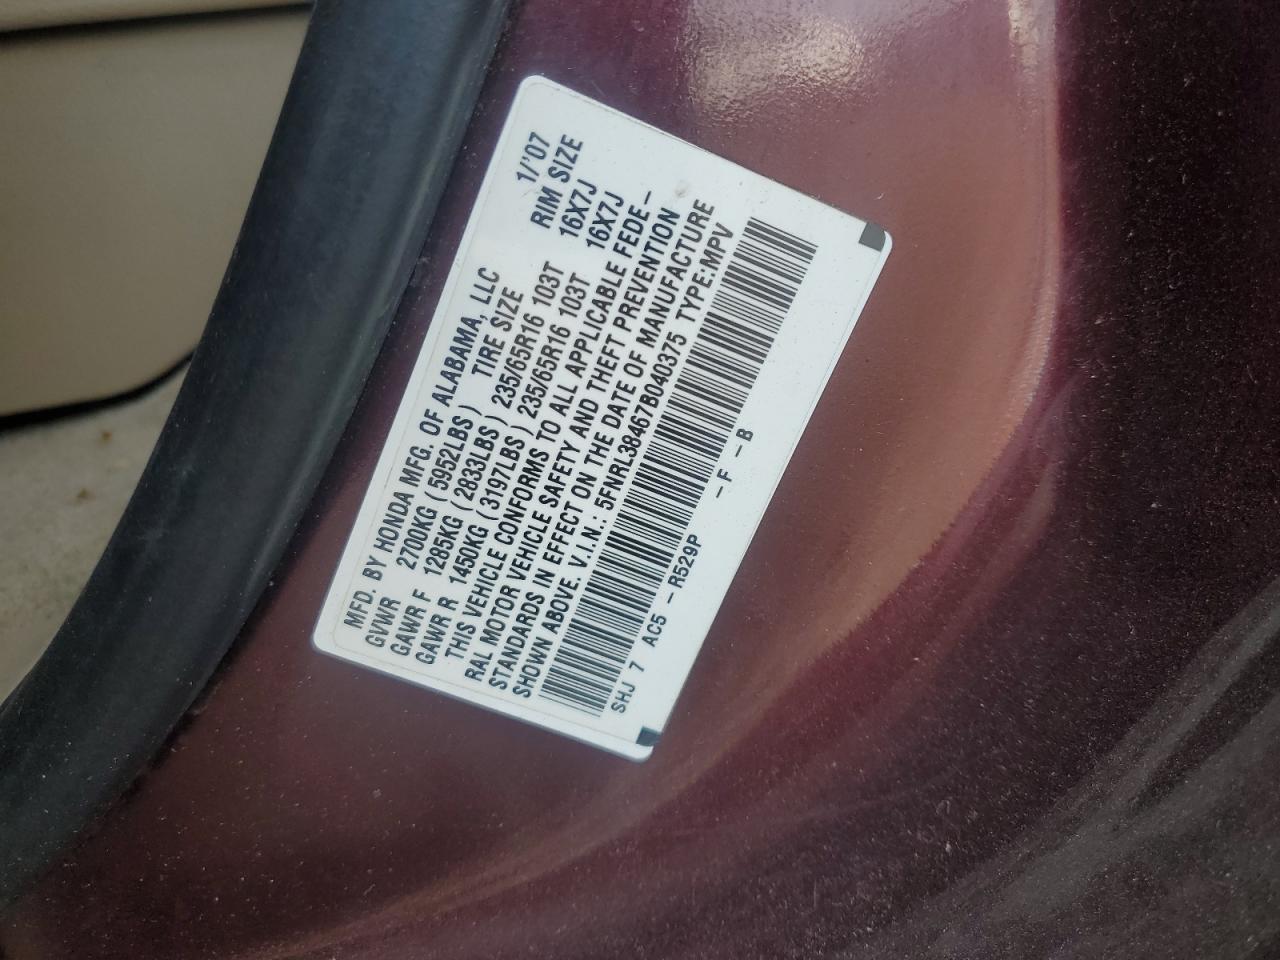 MFD. BY HONDA MFG. OF ALABAMA, LLC 1/'07
GVWR 2700KG (5952LBS) TIRE SIZE RIM SIZE
GAWR F 1285KG (2833LBS) 235/65R16 103T 16X7J
GAWR R 1450KG (3197LBS) 235/65R16 103T 16X7J
THIS VEHICLE CONFORMS TO ALL APPLICABLE FEDE-
RAL MOTOR VEHICLE SAFETY AND THEFT PREVENTION
STANDARDS IN EFFECT ON THE DATE OF MANUFACTURE
SHOWN ABOVE. V.I.N.: 5FNRL38467B040375 TYPE:MPV
SHJ 7 AC5 -R529P -F -B